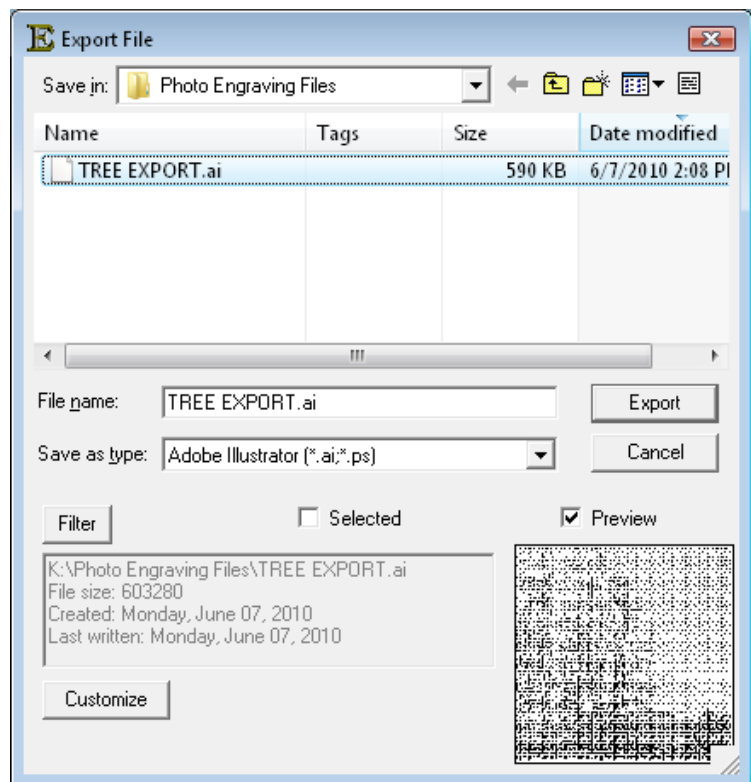 E Export File
Save in: Photo Engraving Files
Name Tags Size Date modified
TREE EXPORT.ai 590 KB 6/7/2010 2:08 PI
File name: TREE EXPORT.ai Export
Save as type: Adobe Illustrator (*.ai;*.ps) Cancel
Filter Selected Preview
K:\Photo Engraving Files\TREE EXPORT.ai
File size: 603280
Created: Monday, June 07, 2010
Last written: Monday, June 07, 2010
Customize